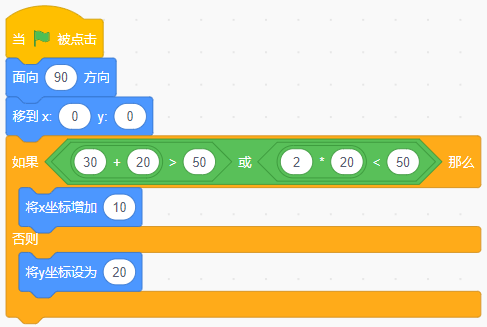 当 被点击
面向 90 方向
移到 x: 0 y: 0
如果 30 + 20 > 50 或 2 * 20 < 50 那么
将x坐标增加 10
否则
将y坐标设为 20